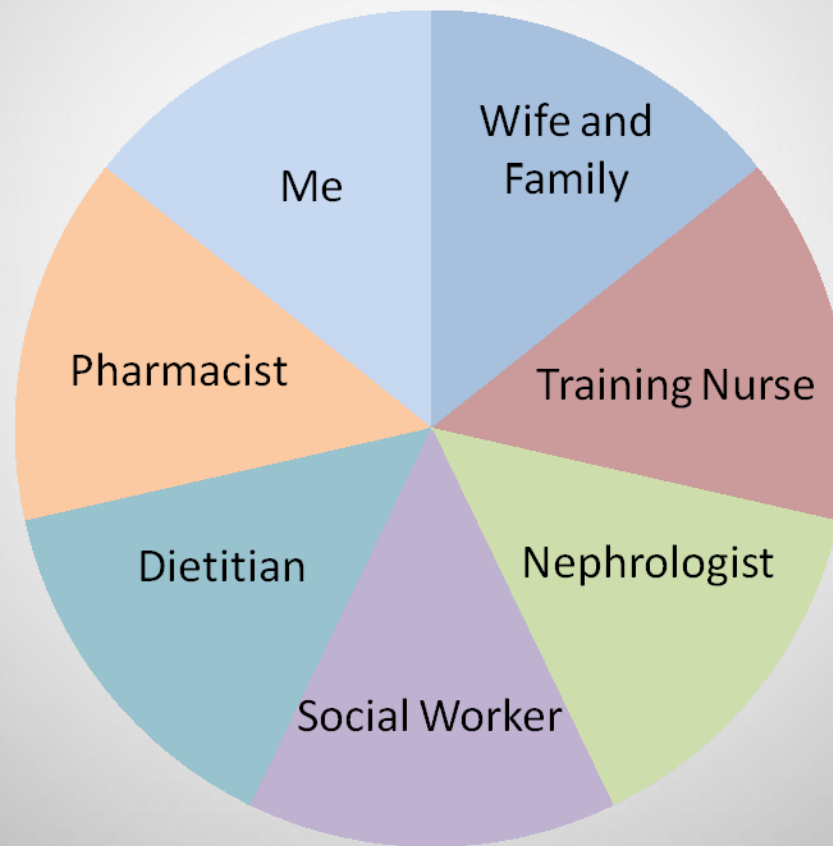 Me
Wife and
Family
Pharmacist
Training Nurse
Dietitian
Nephrologist
Social Worker